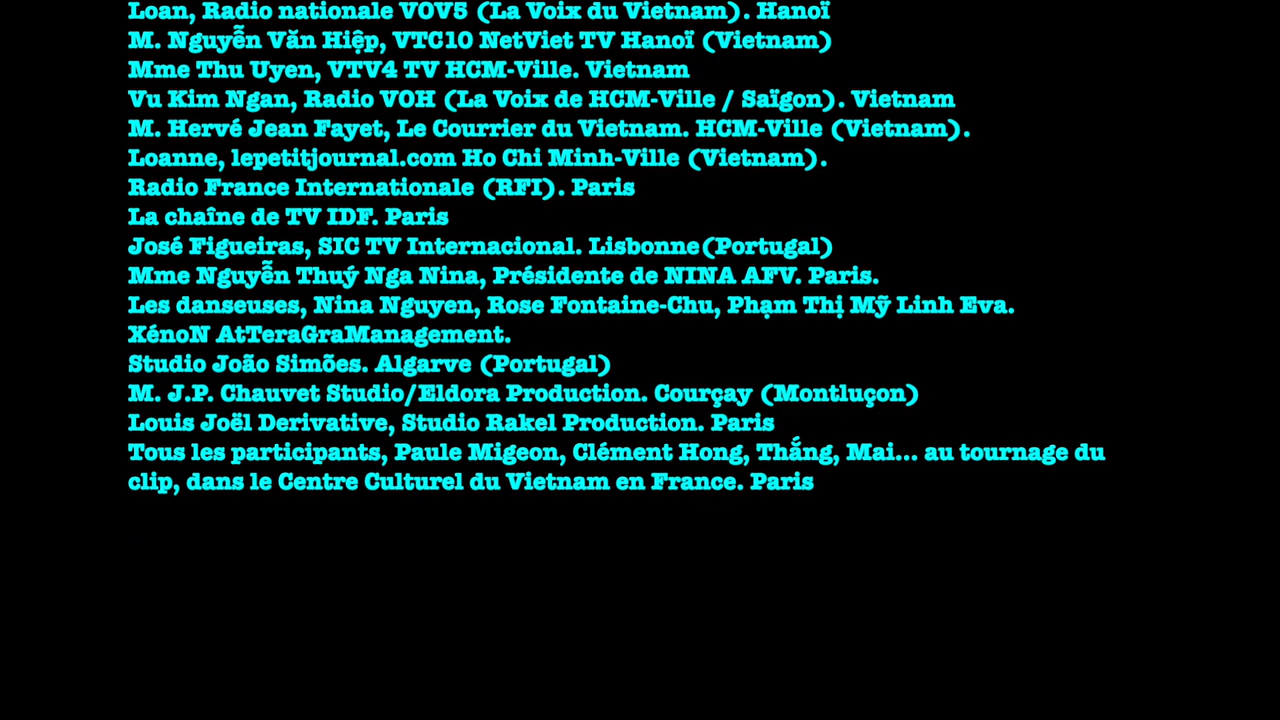 Loan, Radio nationale VOV5 (La Voix du Vietnam). Hanoï
M. Nguyễn Văn Hiệp, VTC10 NetViet TV Hanoï (Vietnam)
Mme Thu Uyen, VTV4 TV HCM-Ville. Vietnam
Vu Kim Ngan, Radio VOH (La Voix de HCM-Ville / Saïgon). Vietnam
M. Hervé Jean Fayet, Le Courrier du Vietnam. HCM-Ville (Vietnam).
Loanne, lepetitjournal.com Ho Chi Minh-Ville (Vietnam).
Radio France Internationale (RFI). Paris
La chaîne de TV IDF. Paris
José Figueiras, SIC TV Internacional. Lisbonne(Portugal)
Mme Nguyễn Thuý Nga Nina, Présidente de NINA AFV. Paris.
Les danseuses, Nina Nguyen, Rose Fontaine-Chu, Phạm Thị Mỹ Linh Eva.
XénoN AtTeraGraManagement.
Studio João Simões. Algarve (Portugal)
M. J.P. Chauvet Studio/Eldora Production. Courçay (Montluçon)
Louis Joël Derivative, Studio Rakel Production. Paris
Tous les participants, Paule Migeon, Clément Hong, Thắng, Mai... au tournage du
clip, dans le Centre Culturel du Vietnam en France. Paris